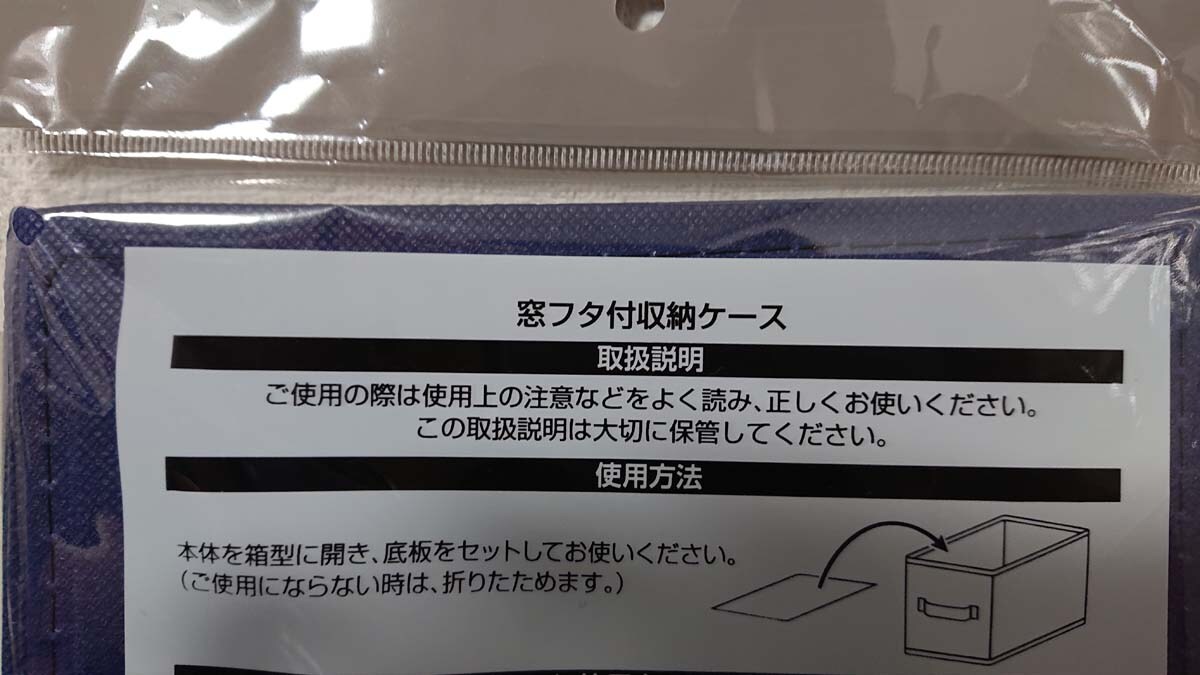 窓フタ付収納ケース
取扱説明
ご使用の際は使用上の注意などをよく読み、正しくお使いください。
この取扱説明は大切に保管してください。
使用方法
本体を箱型に開き、底板をセットしてお使いください。
(ご使用にならない時は、折りたためます。)